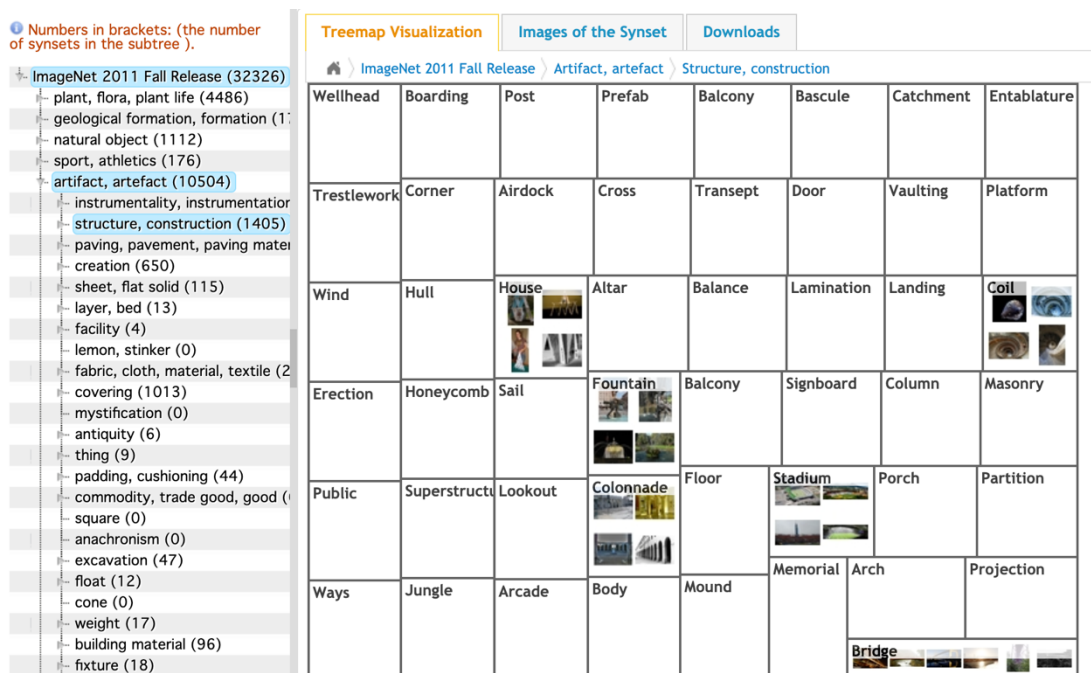 Numbers in brackets: (the number
of synsets in the subtree ).
ImageNet 2011 Fall Release (32326)
plant, flora, plant life (4486)
geological formation, formation (1
natural object (1112)
sport, athletics (176)
artifact, artefact (10504)
instrumentality, instrumentation
structure, construction (1405)
paving, pavement, paving mate
creation (650)
sheet, flat solid (115)
layer, bed (13)
facility (4)
lemon, stinker (0)
fabric, cloth, material, textile (2
covering (1013)
mystification (0)
antiquity (6)
thing (9)
padding, cushioning (44)
commodity, trade good, good (
square (0)
anachronism (0)
excavation (47)
float (12)
cone (0)
weight (17)
building material (96)
fixture (18)
Treemap Visualization Images of the Synset Downloads
ImageNet 2011 Fall Release Artifact, artefact Structure, construction
Wellhead Boarding Post Prefab Balcony Bascule Catchment Entablature
Trestlework Corner Airdock Cross Transept Door Vaulting Platform
Wind Hull House Altar Balance Lamination Landing Coil
Erection Honeycomb Sail Fountain Balcony Signboard Column Masonry
Public Superstructu Lookout Colonnade Floor Stadium Porch Partition
Ways Jungle Arcade Body Mound Memorial Arch Projection
Bridge